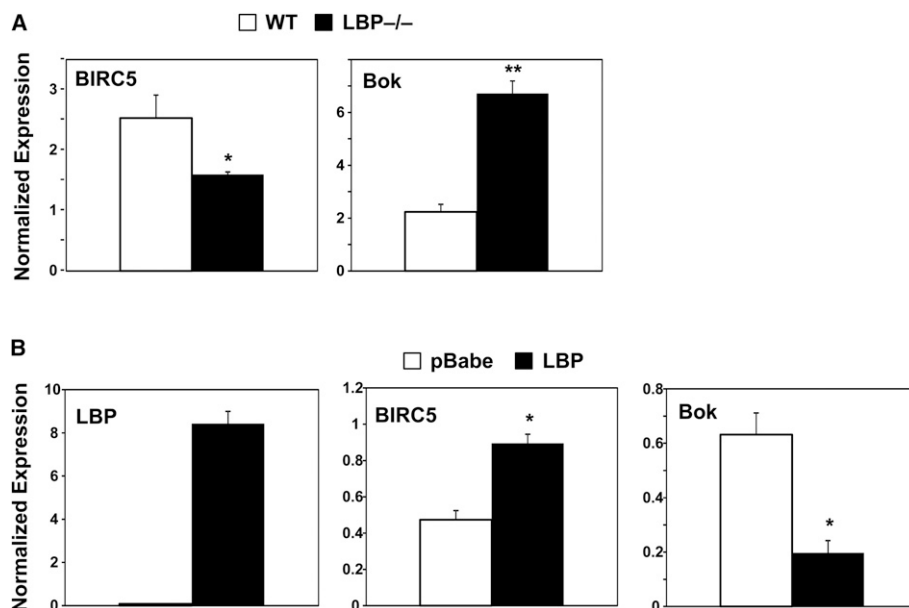 A
WT LBP–/–
Normalized Expression
BIRC5
3
2
1
0
*
Bok
6
4
2
0
**
B
pBabe LBP
Normalized Expression
LBP
10
8
6
4
2
0
BIRC5
1.2
1
0.8
0.6
0.4
0.2
0
*
Bok
0.8
0.6
0.4
0.2
0
*